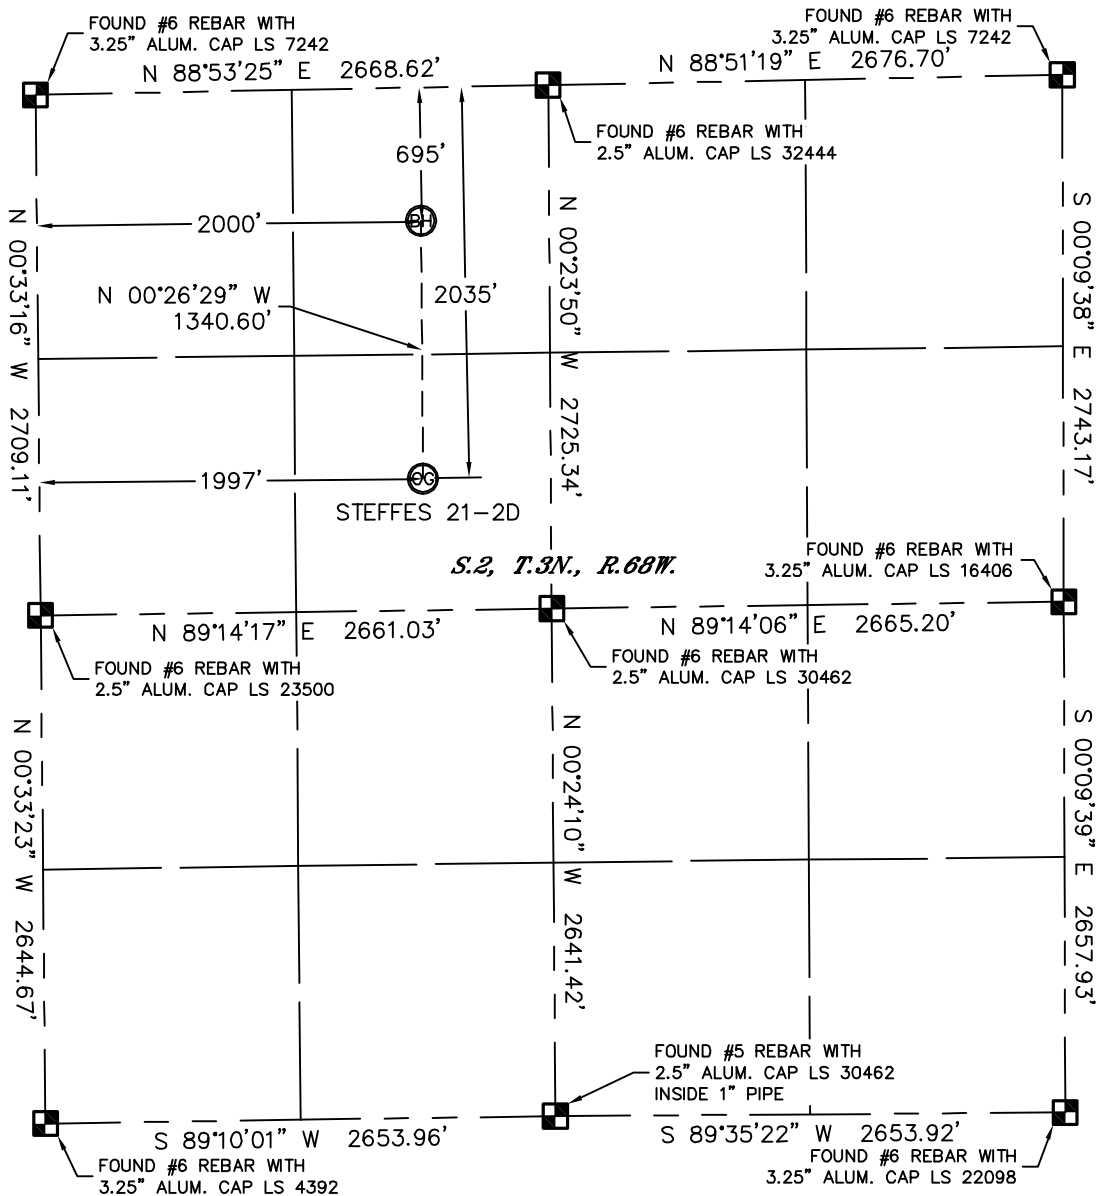 FOUND #6 REBAR WITH
3.25" ALUM. CAP LS 7242
FOUND #6 REBAR WITH
3.25" ALUM. CAP LS 7242
N 88°53'25" E 2668.62'
N 88°51'19" E 2676.70'
FOUND #6 REBAR WITH
2.5" ALUM. CAP LS 32444
695'
BH
2000'
N 00°33'16" W 2709.11'
N 00°23'50" W 2725.34'
S 00°09'38" E 2743.17'
N 00°26'29" W
1340.60'
2035'
OG
1997'
STEFFES 21-2D
S.2, T.3N., R.68W.
FOUND #6 REBAR WITH
3.25" ALUM. CAP LS 16406
N 89°14'17" E 2661.03'
N 89°14'06" E 2665.20'
FOUND #6 REBAR WITH
2.5" ALUM. CAP LS 23500
FOUND #6 REBAR WITH
2.5" ALUM. CAP LS 30462
N 00°33'23" W 2644.67'
N 00°24'10" W 2641.42'
S 00°09'39" E 2657.93'
FOUND #5 REBAR WITH
2.5" ALUM. CAP LS 30462
INSIDE 1" PIPE
S 89°10'01" W 2653.96'
S 89°35'22" W 2653.92'
FOUND #6 REBAR WITH
3.25" ALUM. CAP LS 4392
FOUND #6 REBAR WITH
3.25" ALUM. CAP LS 22098